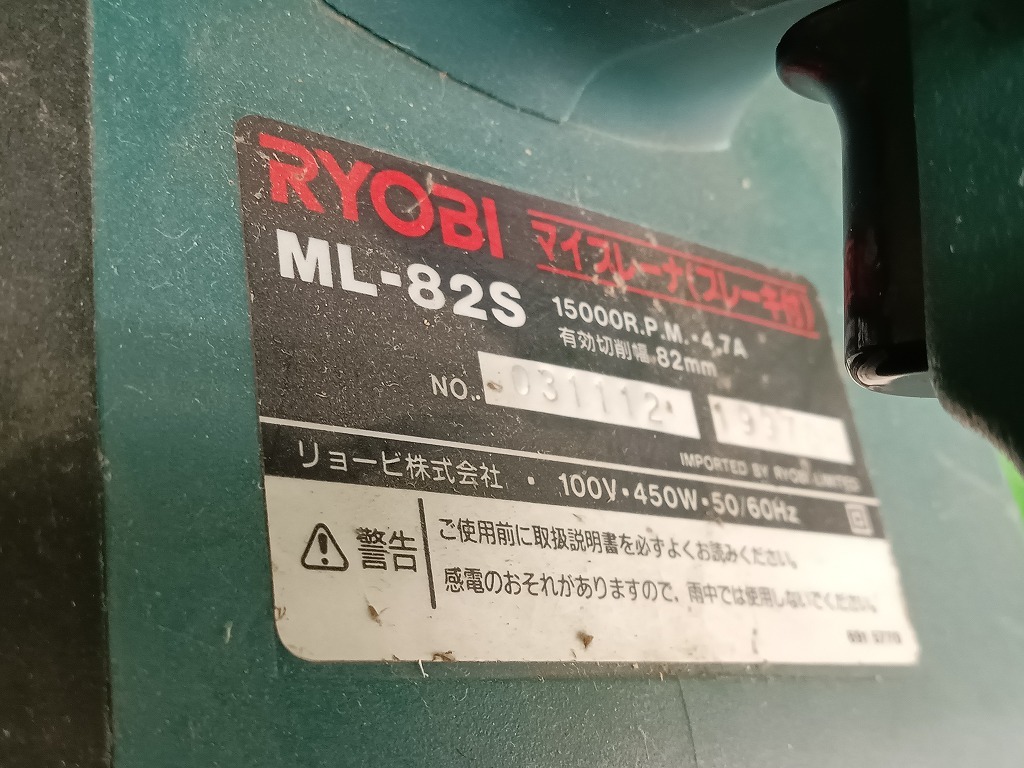 RYOBI マイプレーナ(ブレーキ付)
ML-82S 15000R.P.M.・4.7A
有効切削幅 82mm
NO. 031112 1997
IMPORTED BY RYOBI LIMITED
リョービ株式会社 ・ 100V・450W・50/60Hz
警告
ご使用前に取扱説明書を必ずよくお読みください。
感電のおそれがありますので、雨中では使用しないでください。